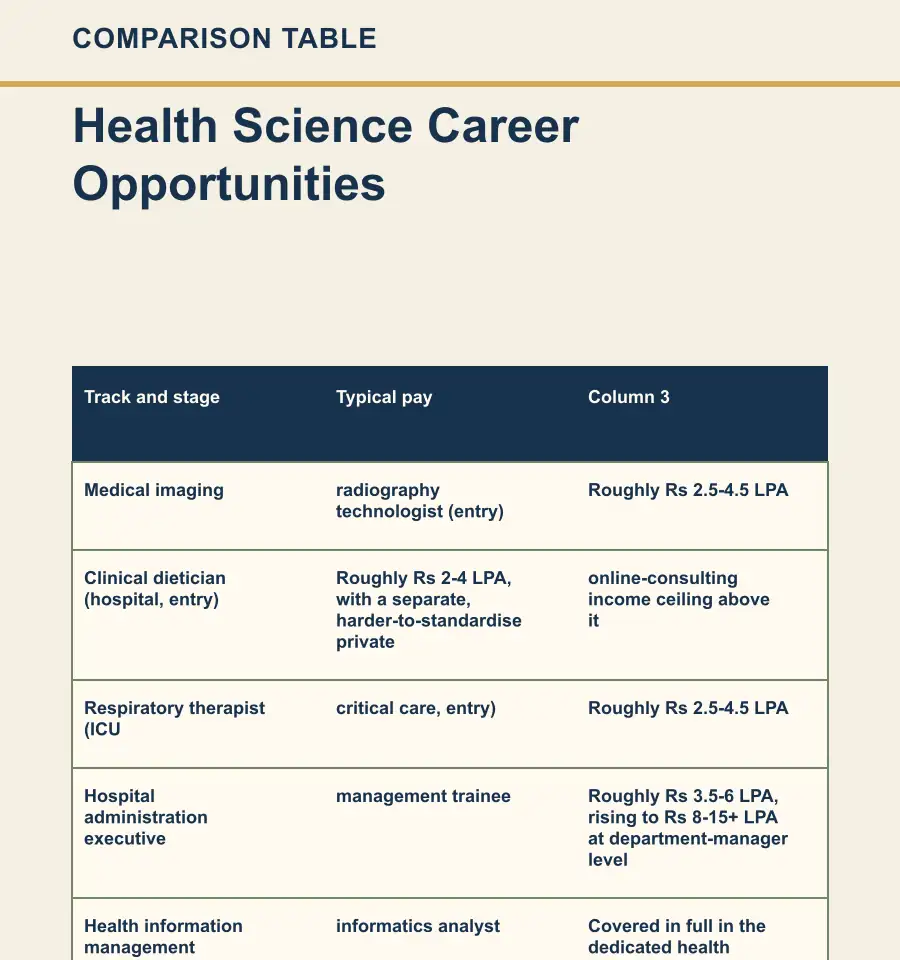 COMPARISON TABLE
Health Science Career
Opportunities
Track and stage
Typical pay
Column 3
Medical imaging
radiography
technologist (entry)
Roughly Rs 2.5-4.5 LPA
Clinical dietician
(hospital, entry)
Roughly Rs 2-4 LPA,
with a separate,
harder-to-standardise
private
online-consulting
income ceiling above
it
Respiratory therapist
(ICU
critical care, entry)
Roughly Rs 2.5-4.5 LPA
Hospital
administration
executive
management trainee
Roughly Rs 3.5-6 LPA,
rising to Rs 8-15+ LPA
at department-manager
level
Health information
management
informatics analyst
Covered in full in the
dedicated health